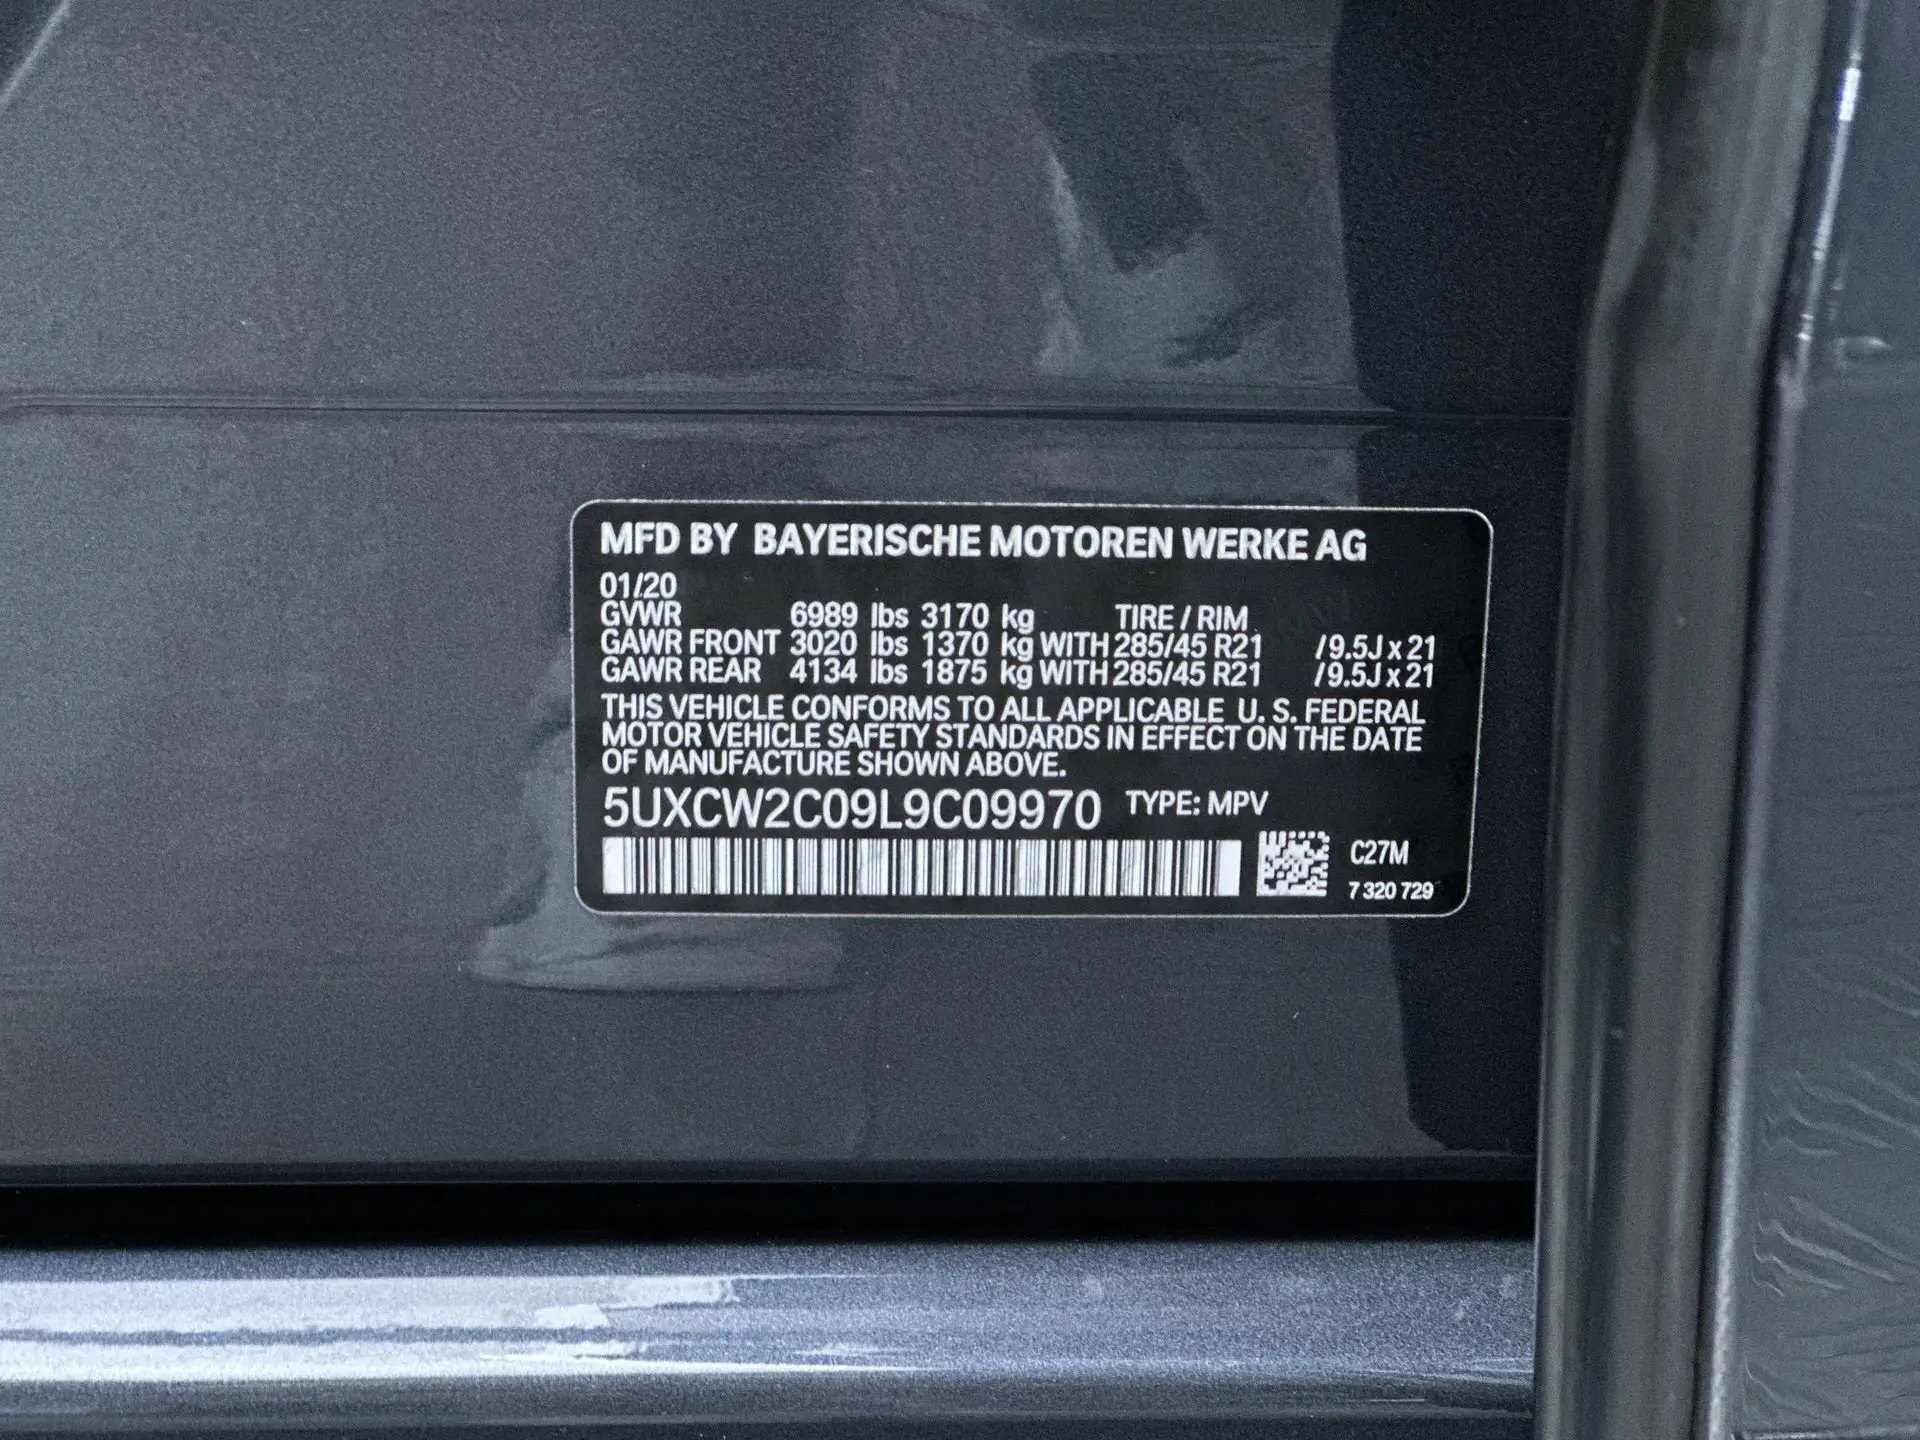 MFD BY BAYERISCHE MOTOREN WERKE AG
01/20
GVWR 6989 lbs 3170 kg TIRE / RIM
GAWR FRONT 3020 lbs 1370 kg WITH 285/45 R21 / 9.5J x 21
GAWR REAR 4134 lbs 1875 kg WITH 285/45 R21 / 9.5J x 21
THIS VEHICLE CONFORMS TO ALL APPLICABLE U. S. FEDERAL
MOTOR VEHICLE SAFETY STANDARDS IN EFFECT ON THE DATE
OF MANUFACTURE SHOWN ABOVE.
5UXCW2C09L9C09970 TYPE: MPV
C27M
7 320 729